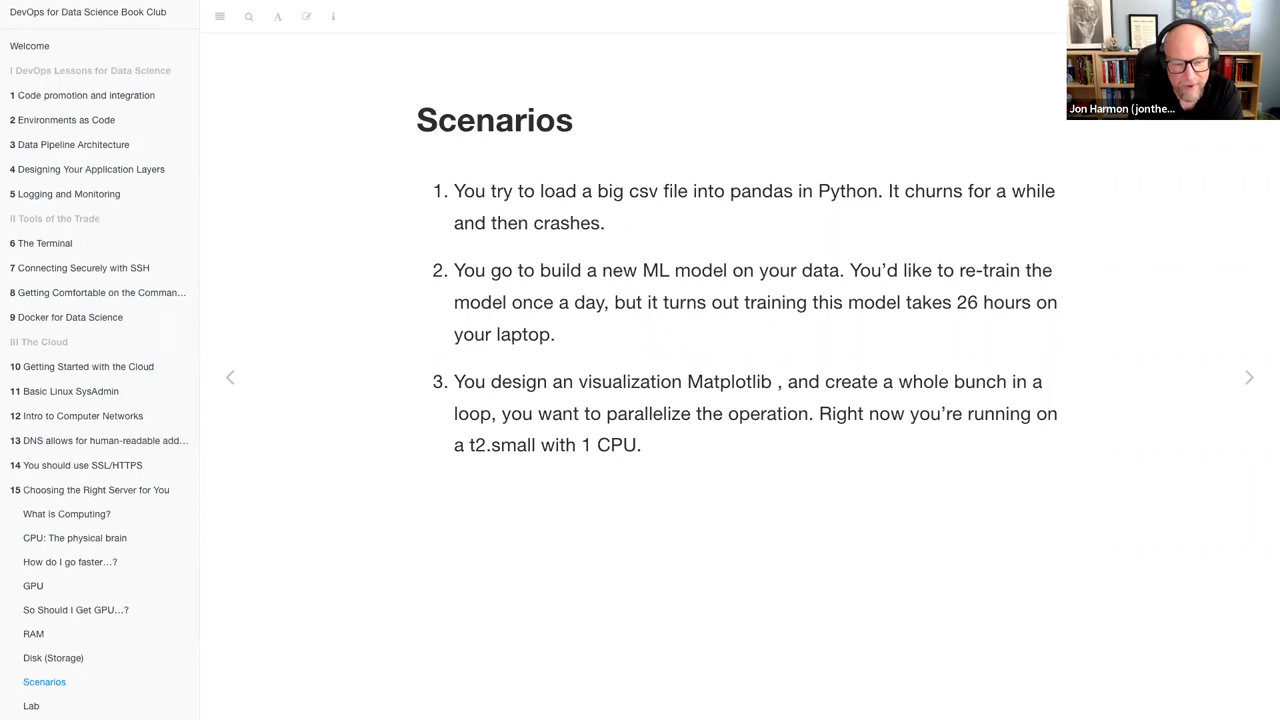 DevOps for Data Science Book Club
Welcome
I DevOps Lessons for Data Science
1 Code promotion and integration
2 Environments as Code
3 Data Pipeline Architecture
4 Designing Your Application Layers
5 Logging and Monitoring
II Tools of the Trade
6 The Terminal
7 Connecting Securely with SSH
8 Getting Comfortable on the Comman...
9 Docker for Data Science
III The Cloud
10 Getting Started with the Cloud
11 Basic Linux SysAdmin
12 Intro to Computer Networks
13 DNS allows for human-readable add...
14 You should use SSL/HTTPS
15 Choosing the Right Server for You
What is Computing?
CPU: The physical brain
How do I go faster...?
GPU
So Should I Get GPU...?
RAM
Disk (Storage)
Scenarios
Lab
Scenarios
1. You try to load a big csv file into pandas in Python. It churns for a while
and then crashes.
2. You go to build a new ML model on your data. You’d like to re-train the
model once a day, but it turns out training this model takes 26 hours on
your laptop.
3. You design an visualization Matplotlib , and create a whole bunch in a
loop, you want to parallelize the operation. Right now you’re running on
a t2.small with 1 CPU.
Jon Harmon (jonthe...